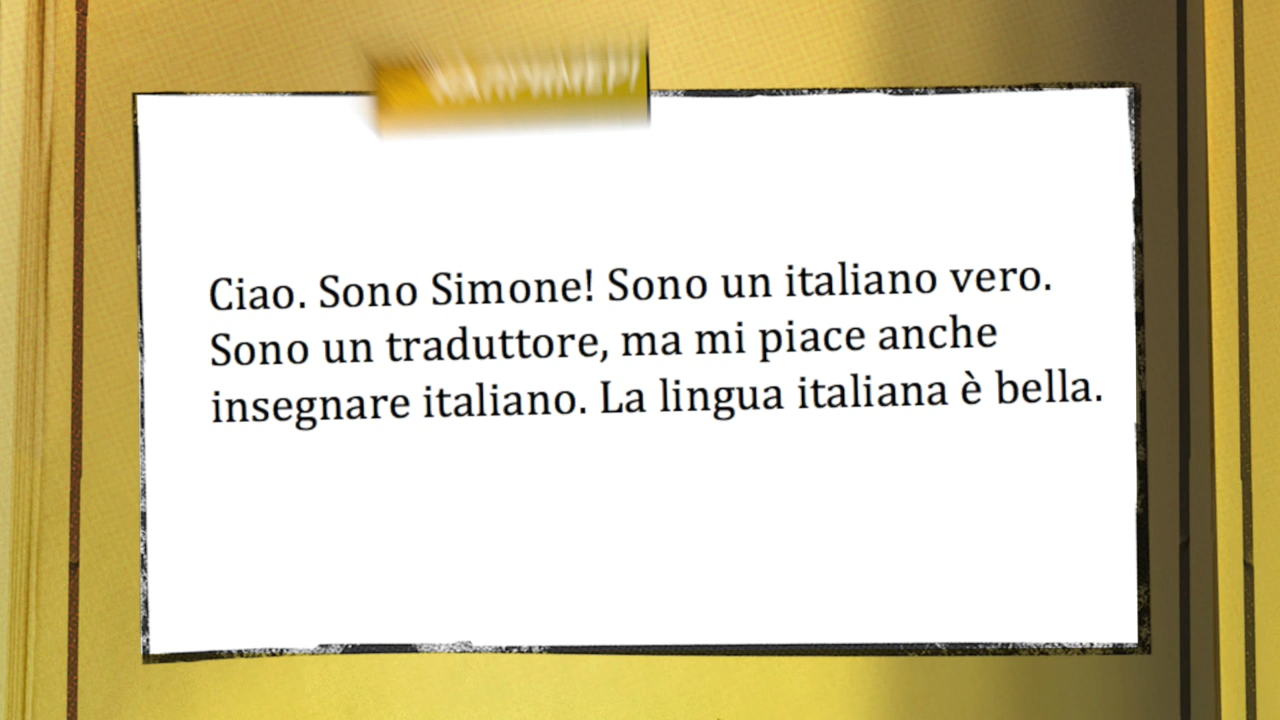 Ciao. Sono Simone! Sono un italiano vero.
Sono un traduttore, ma mi piace anche
insegnare italiano. La lingua italiana è bella.